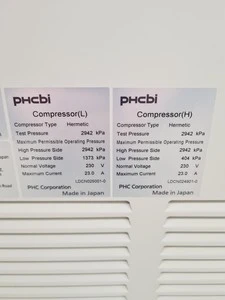 PHCbi
Compressor(L)
Compressor Type Hermetic
Test Pressure 2942 kPa
Maximum Permissible Operating Pressure
High Pressure Side 2942 kPa
Low Pressure Side 1373 kPa
Normal Voltage 230 V
Maximum Current 23.0 A
PHC Corporation
Made in Japan
PHCbi
Compressor(H)
Compressor Type Hermetic
Test Pressure 2942 kPa
Maximum Permissible Operating Pressure
High Pressure Side 2942 kPa
Low Pressure Side 404 kPa
Normal Voltage 230 V
Maximum Current 23.0 A
PHC Corporation
Made in Japan